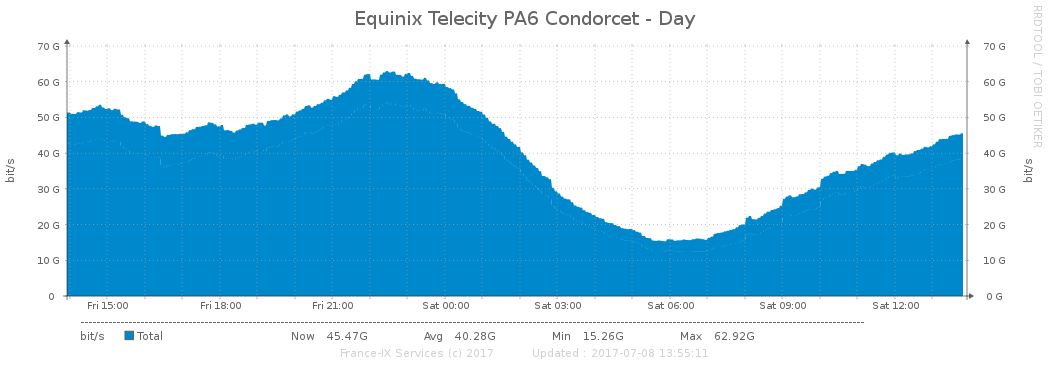 Equinix Telecity PA6 Condorcet - Day
RRDTOOL / TOBI OETIKER
70 G 70 G
60 G 60 G
50 G 50 G
40 G 40 G
30 G 30 G
20 G 20 G
10 G 10 G
0 0 G
bit/s bit/s
Fri 15:00 Fri 18:00 Fri 21:00 Sat 00:00 Sat 03:00 Sat 06:00 Sat 09:00 Sat 12:00
bit/s Total Now 45.47G Avg 40.28G Min 15.26G Max 62.92G
France-IX Services (c) 2017 Updated : 2017-07-08 13:55:11